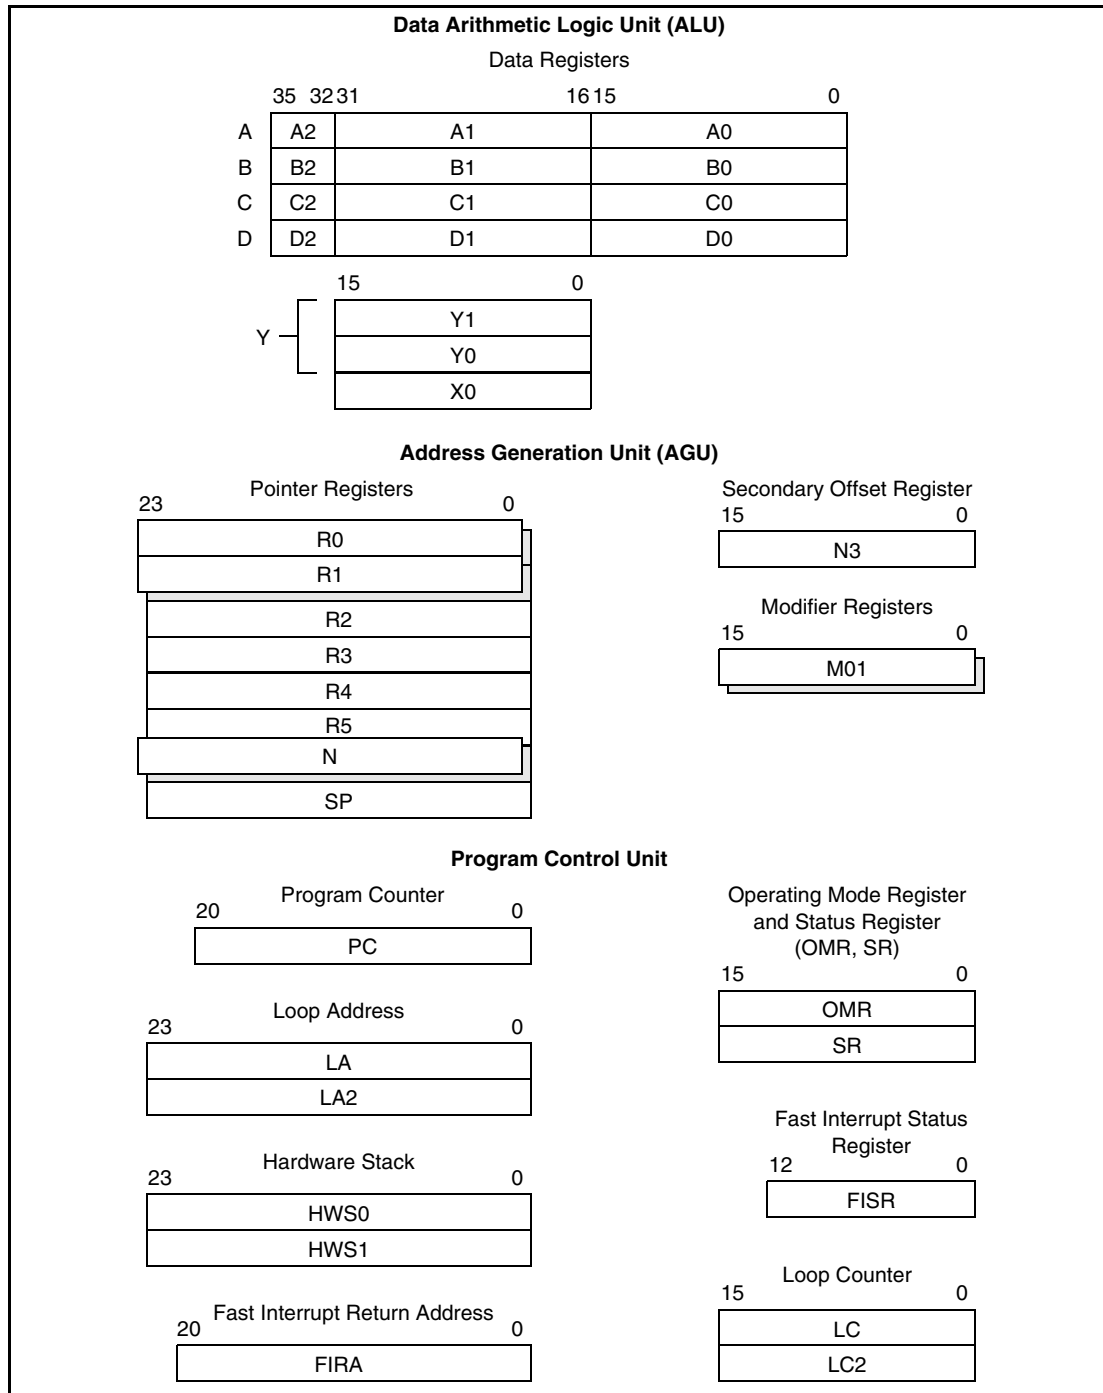 Data Arithmetic Logic Unit (ALU)
Data Registers
35 32 31 16 15 0
A A2 A1 A0
B B2 B1 B0
C C2 C1 C0
D D2 D1 D0
15 0
Y1
Y
Y0
X0
Address Generation Unit (AGU)
Pointer Registers
23 0
R0
R1
R2
R3
R4
R5
N
SP
Secondary Offset Register
15 0
N3
Modifier Registers
15 0
M01
Program Control Unit
Program Counter
20 0
PC
Loop Address
23 0
LA
LA2
Hardware Stack
23 0
HWS0
HWS1
Fast Interrupt Return Address
20 0
FIRA
Operating Mode Register
and Status Register
(OMR, SR)
15 0
OMR
SR
Fast Interrupt Status
Register
12 0
FISR
Loop Counter
15 0
LC
LC2